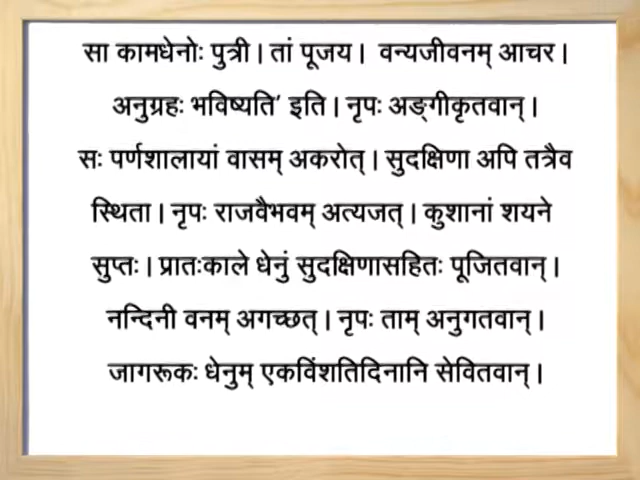 सा कामधेनोः पुत्री । तां पूजय । वन्यजीवनम् आचर ।
अनुग्रहः भविष्यति’ इति । नृपः अङ्गीकृतवान् ।
सः पर्णशालायां वासम् अकरोत् । सुदक्षिणा अपि तत्रैव
स्थिता । नृपः राजवैभवम् अत्यजत् । कुशानां शयने
सुप्तः । प्रातःकाले धेनुं सुदक्षिणासहितः पूजितवान् ।
नन्दिनी वनम् अगच्छत् । नृपः ताम् अनुगतवान् ।
जागरूकः धेनुम् एकविंशतिदिनानि सेवितवान् ।